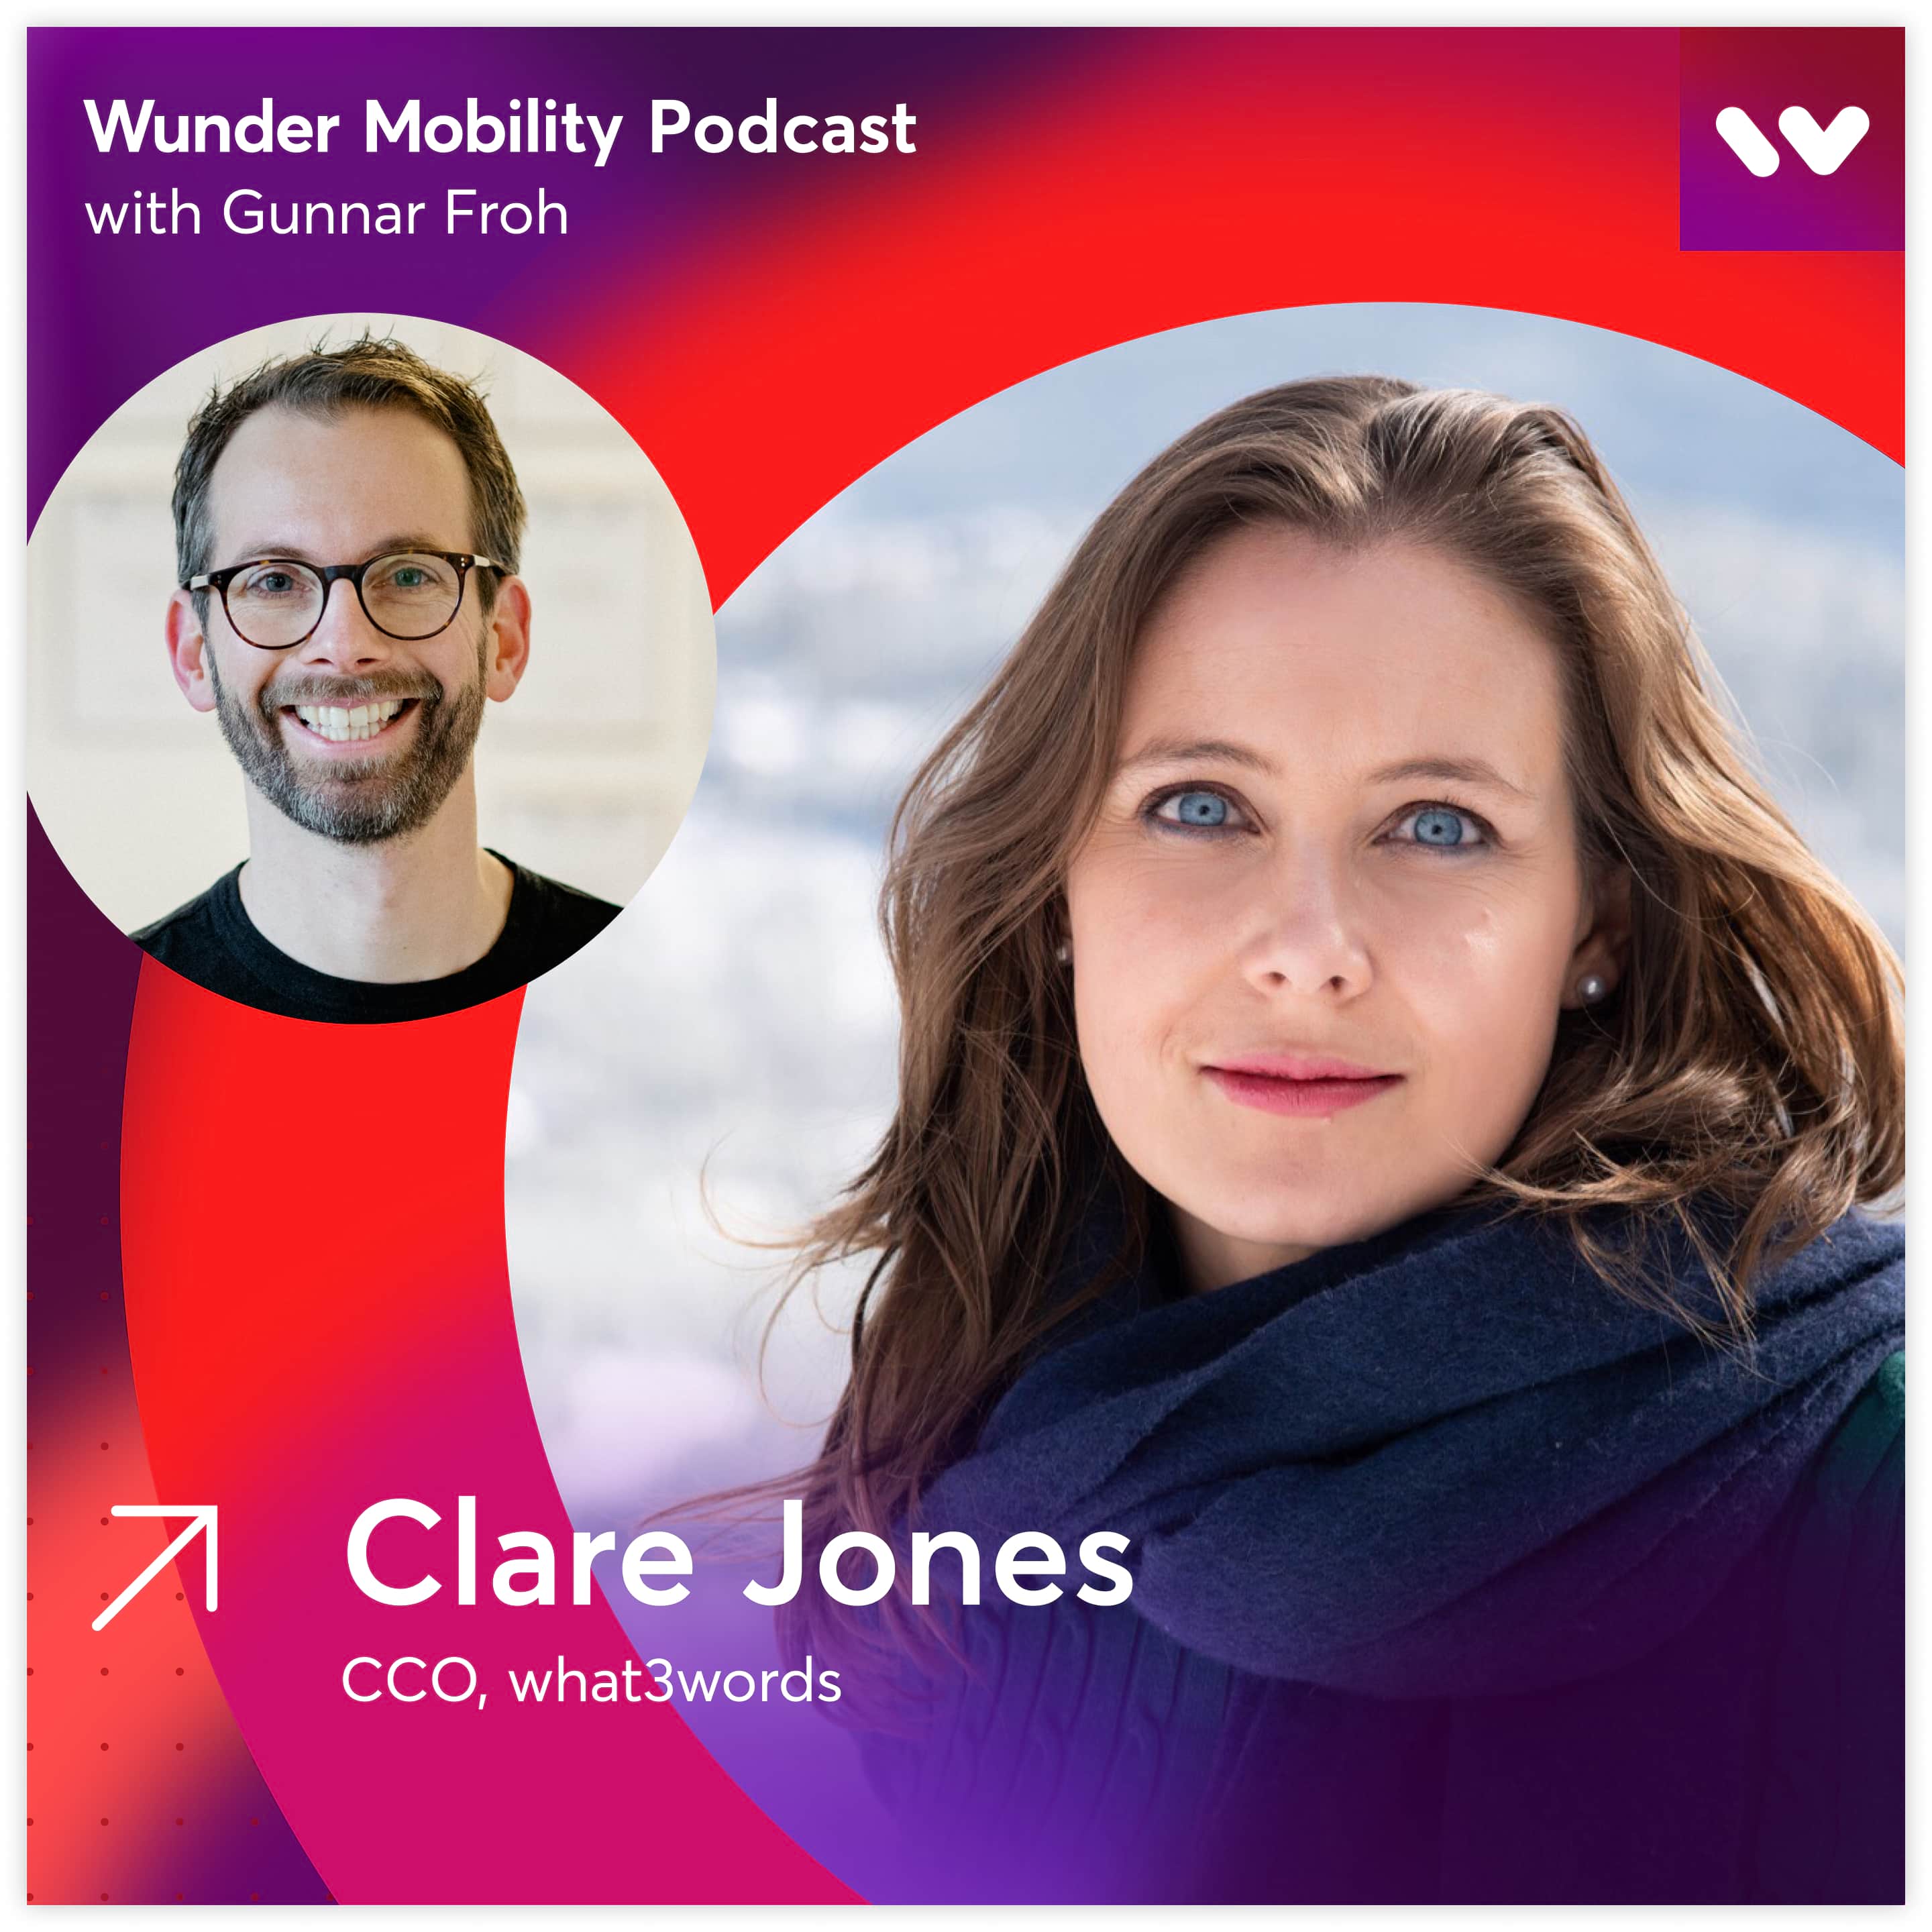 Wunder Mobility Podcast
with Gunnar Froh
Clare Jones
CCO, what3words